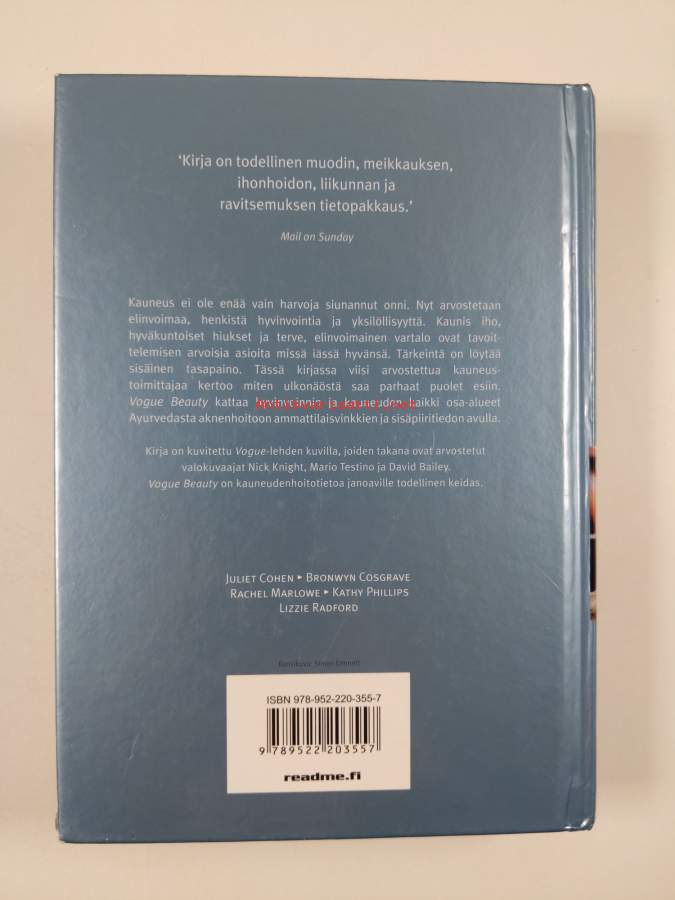 ‘Kirja on todellinen muodin, meikkauksen,
ihonhoidon, liikunnan ja
ravitsemuksen tietopakkaus.’
Mail on Sunday
Kauneus ei ole enää vain harvoja siunannut onni. Nyt arvostetaan
elinvoimaa, henkistä hyvinvointia ja yksilöllisyyttä. Kaunis iho,
hyväkuntoiset hiukset ja terve, elinvoimainen vartalo ovat tavoit-
telemisen arvoisia asioita missä iässä hyvänsä. Tärkeintä on löytää
sisäinen tasapaino. Tässä kirjassa viisi arvostettua kauneus-
toimittajaa kertoo miten ulkonäöstä saa parhaat puolet esiin.
Vogue Beauty kattaa hyvinvoinnin ja kauneuden kaikki osa-alueet
Ayurvedasta aknenhoitoon ammattilaisvinkkien ja sisäpiiritiedon avulla.
Kirja on kuvitettu Vogue-lehden kuvilla, joiden takana ovat arvostetut
valokuvaajat Nick Knight, Mario Testino ja David Bailey.
Vogue Beauty on kauneudenhoitotietoa janoaville todellinen keidas.
JULIET COHEN ▸ BRONWYN COSGRAVE
RACHEL MARLOWE ▸ KATHY PHILLIPS
LIZZIE RADFORD
Kansikuva: Simon Emmett
ISBN 978-952-220-355-7
9 789522 203557
readme.fi